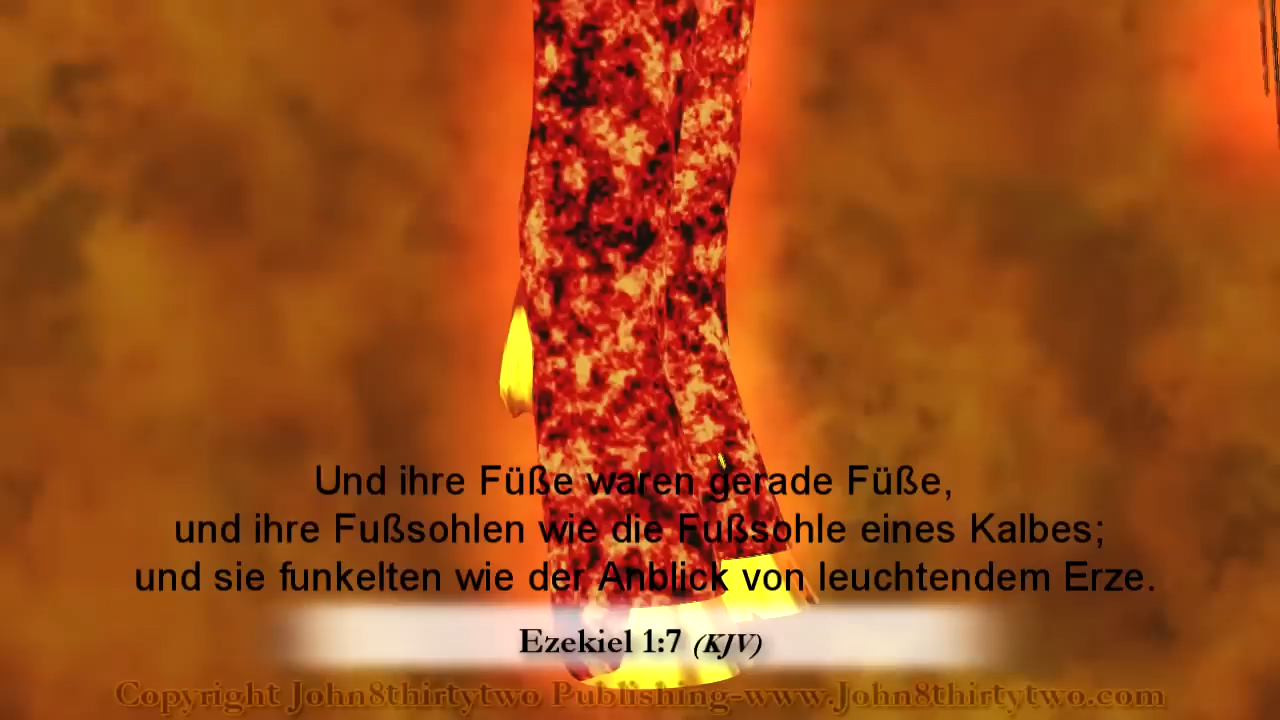 Und ihre Füße waren gerade Füße,
und ihre Fußsohlen wie die Fußsohle eines Kalbes;
und sie funkelten wie der Anblick von leuchtendem Erze.
Ezekiel 1:7 (KJV)
Copyright John8thirtytwo Publishing-www.John8thirtytwo.com